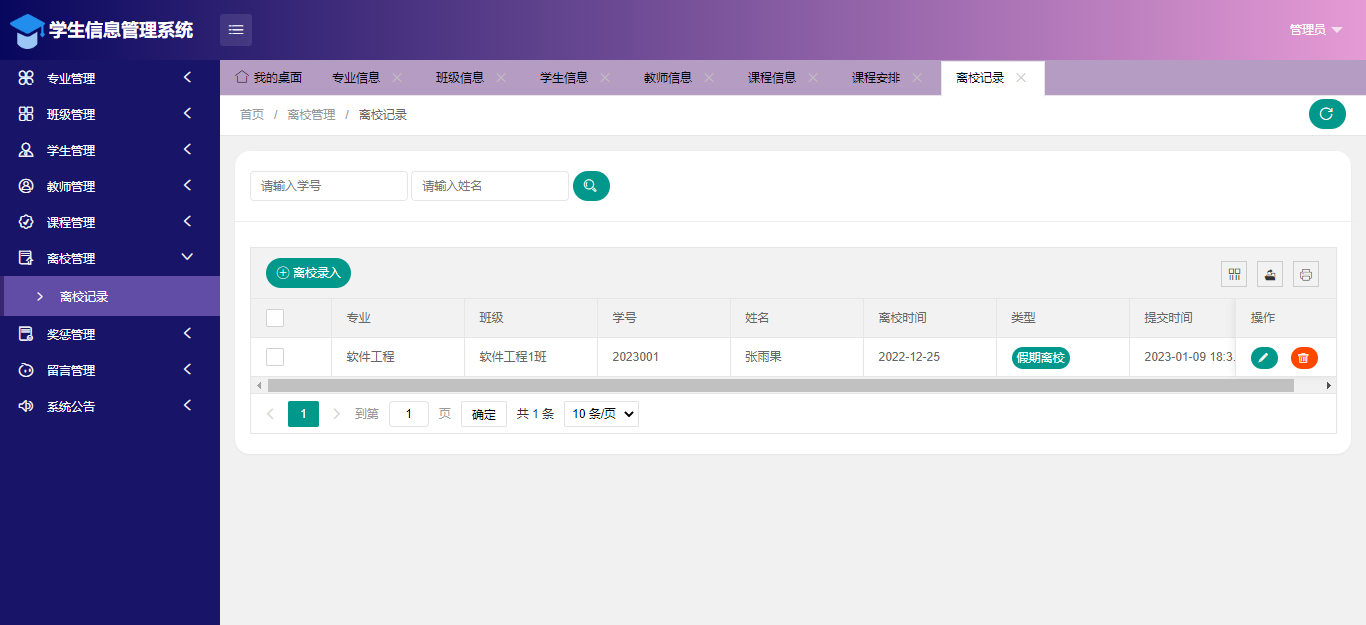 学生信息管理系统
管理员
专业管理
班级管理
学生管理
教师管理
课程管理
离校管理
离校记录
奖惩管理
留言管理
系统公告
我的桌面 专业信息 班级信息 学生信息 教师信息 课程信息 课程安排 离校记录
首页 / 离校管理 / 离校记录
请输入学号 请输入姓名
离校录入
专业 班级 学号 姓名 离校时间 类型 提交时间 操作
软件工程 软件工程1班 2023001 张雨果 2022-12-25 假期离校 2023-01-09 18:3.
1 到第 1 页 确定 共 1 条 10 条/页